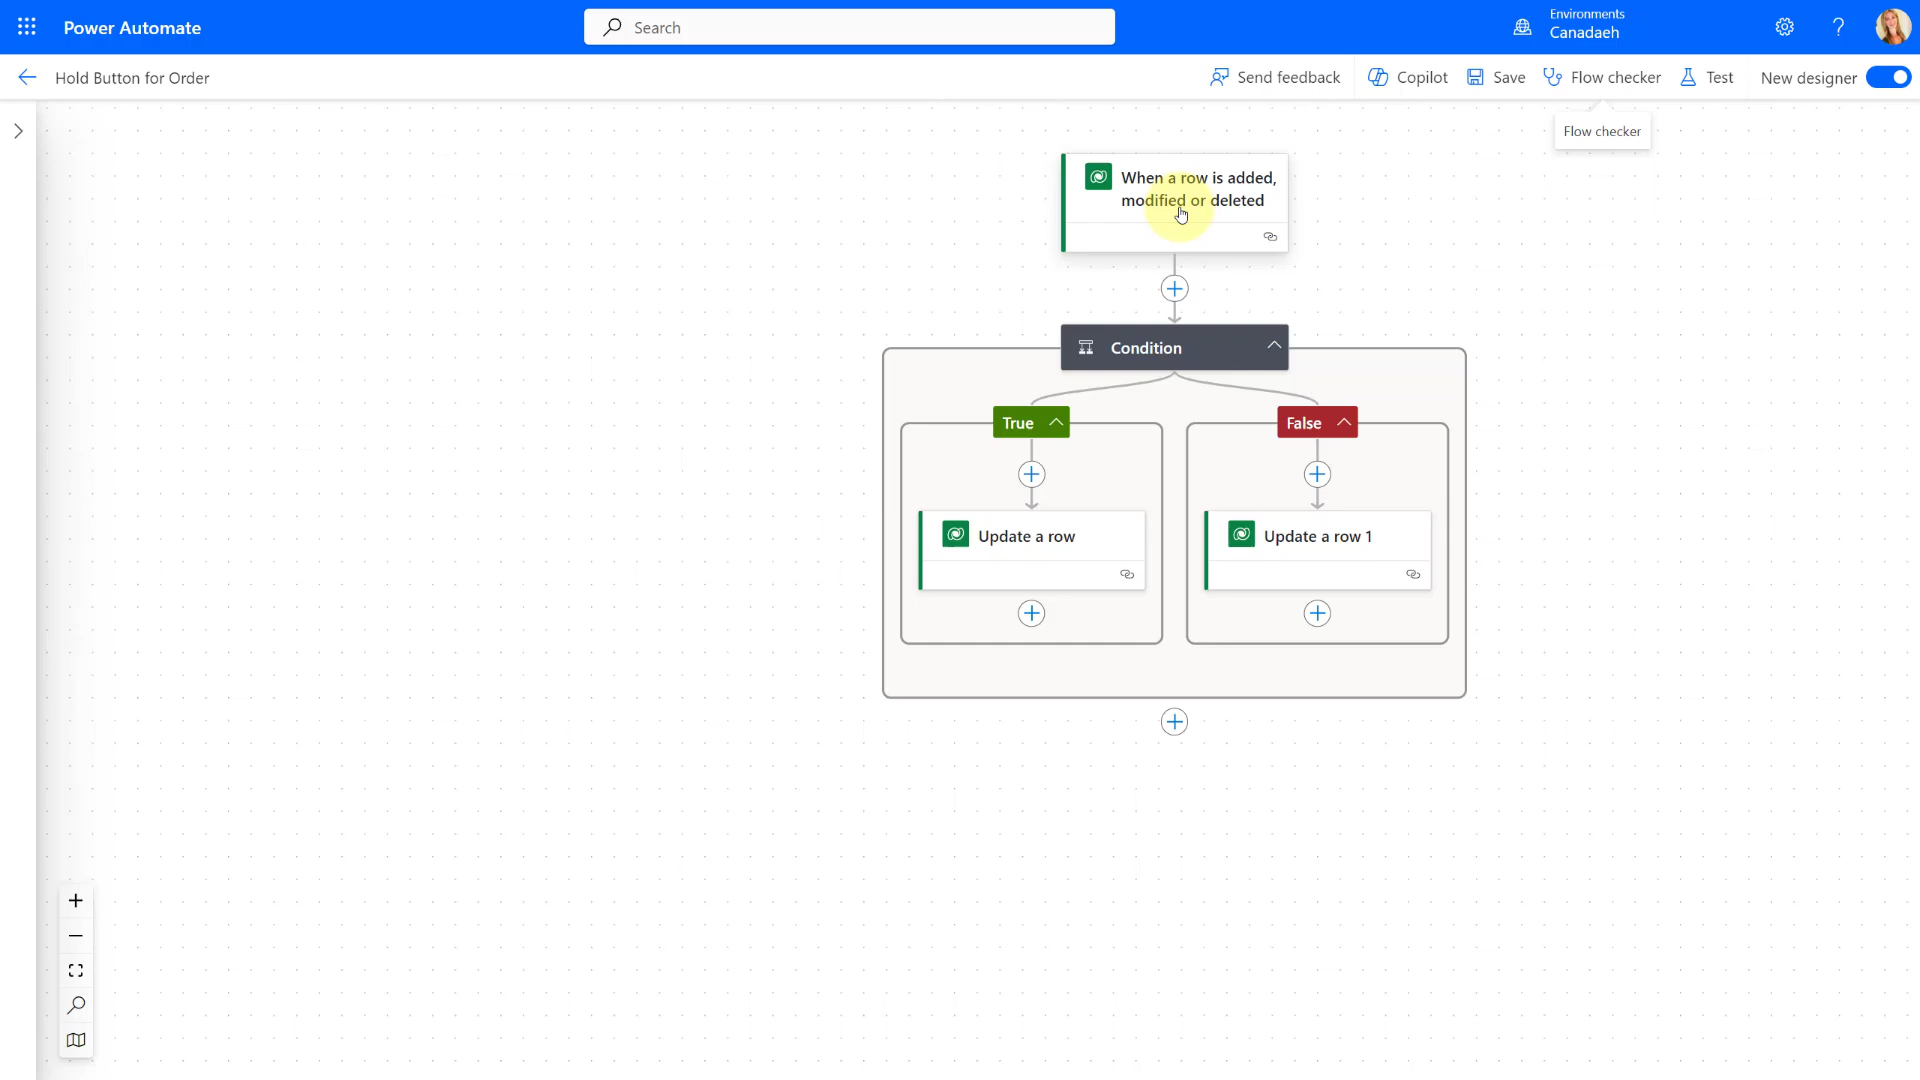 Power Automate
Search
Environments
Canadaeh
Hold Button for Order
Send feedback
Copilot
Save
Flow checker
Test
New designer
Flow checker
When a row is added,
modified or deleted
Condition
True
False
Update a row
Update a row 1